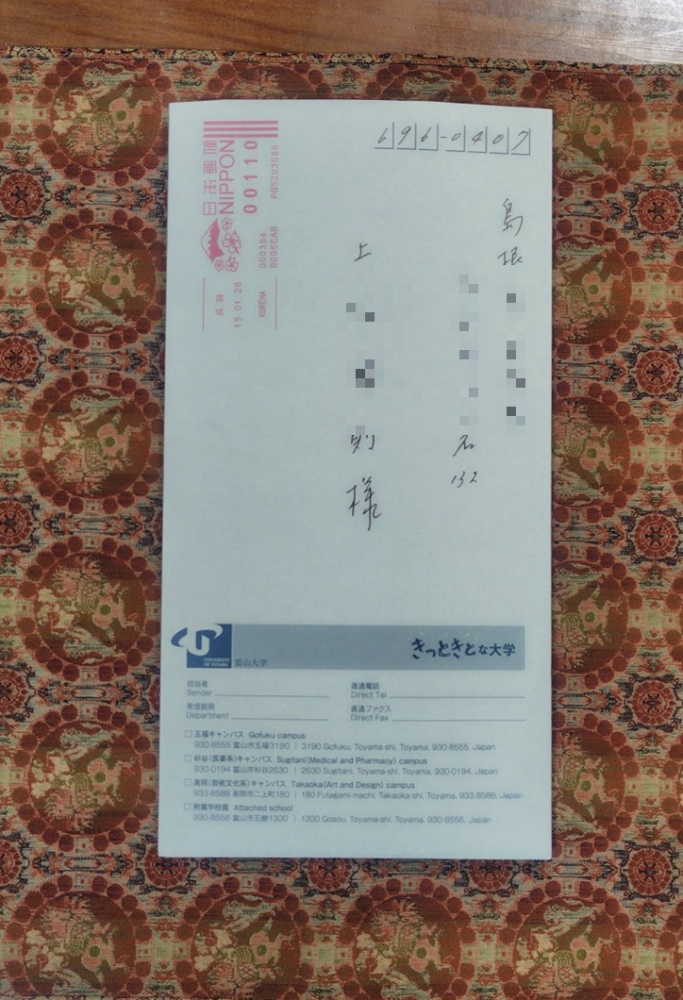 696-0407
島根
石
132
上
則
様
日本郵便
NIPPON
00110
PB5203086
000394
B095EAB
呉羽
15.01.26
KUREHA
UNIVERSITY
OF TOYAMA
富山大学
きっときとな大学
担当者
Sender
直通電話
Direct Tel
発信部局
Department
直通ファクス
Direct Fax
□ 五福キャンパス Gofuku campus
930-8555 富山市五福3190 | 3190 Gofuku, Toyama-shi, Toyama, 930-8555, Japan
□ 杉谷(医薬系)キャンパス Sugitani(Medical and Pharmacy) campus
930-0194 富山市杉谷2630 | 2630 Sugitani, Toyama-shi, Toyama, 930-0194, Japan
□ 高岡(芸術文化系)キャンパス Takaoka(Art and Design) campus
933-8588 高岡市二上町180 | 180 Futagami-machi, Takaoka-shi, Toyama, 933-8588, Japan
□ 附属学校園 Attached school
930-8556 富山市五艘1300 | 1300 Gosou, Toyama-shi, Toyama, 930-8556, Japan